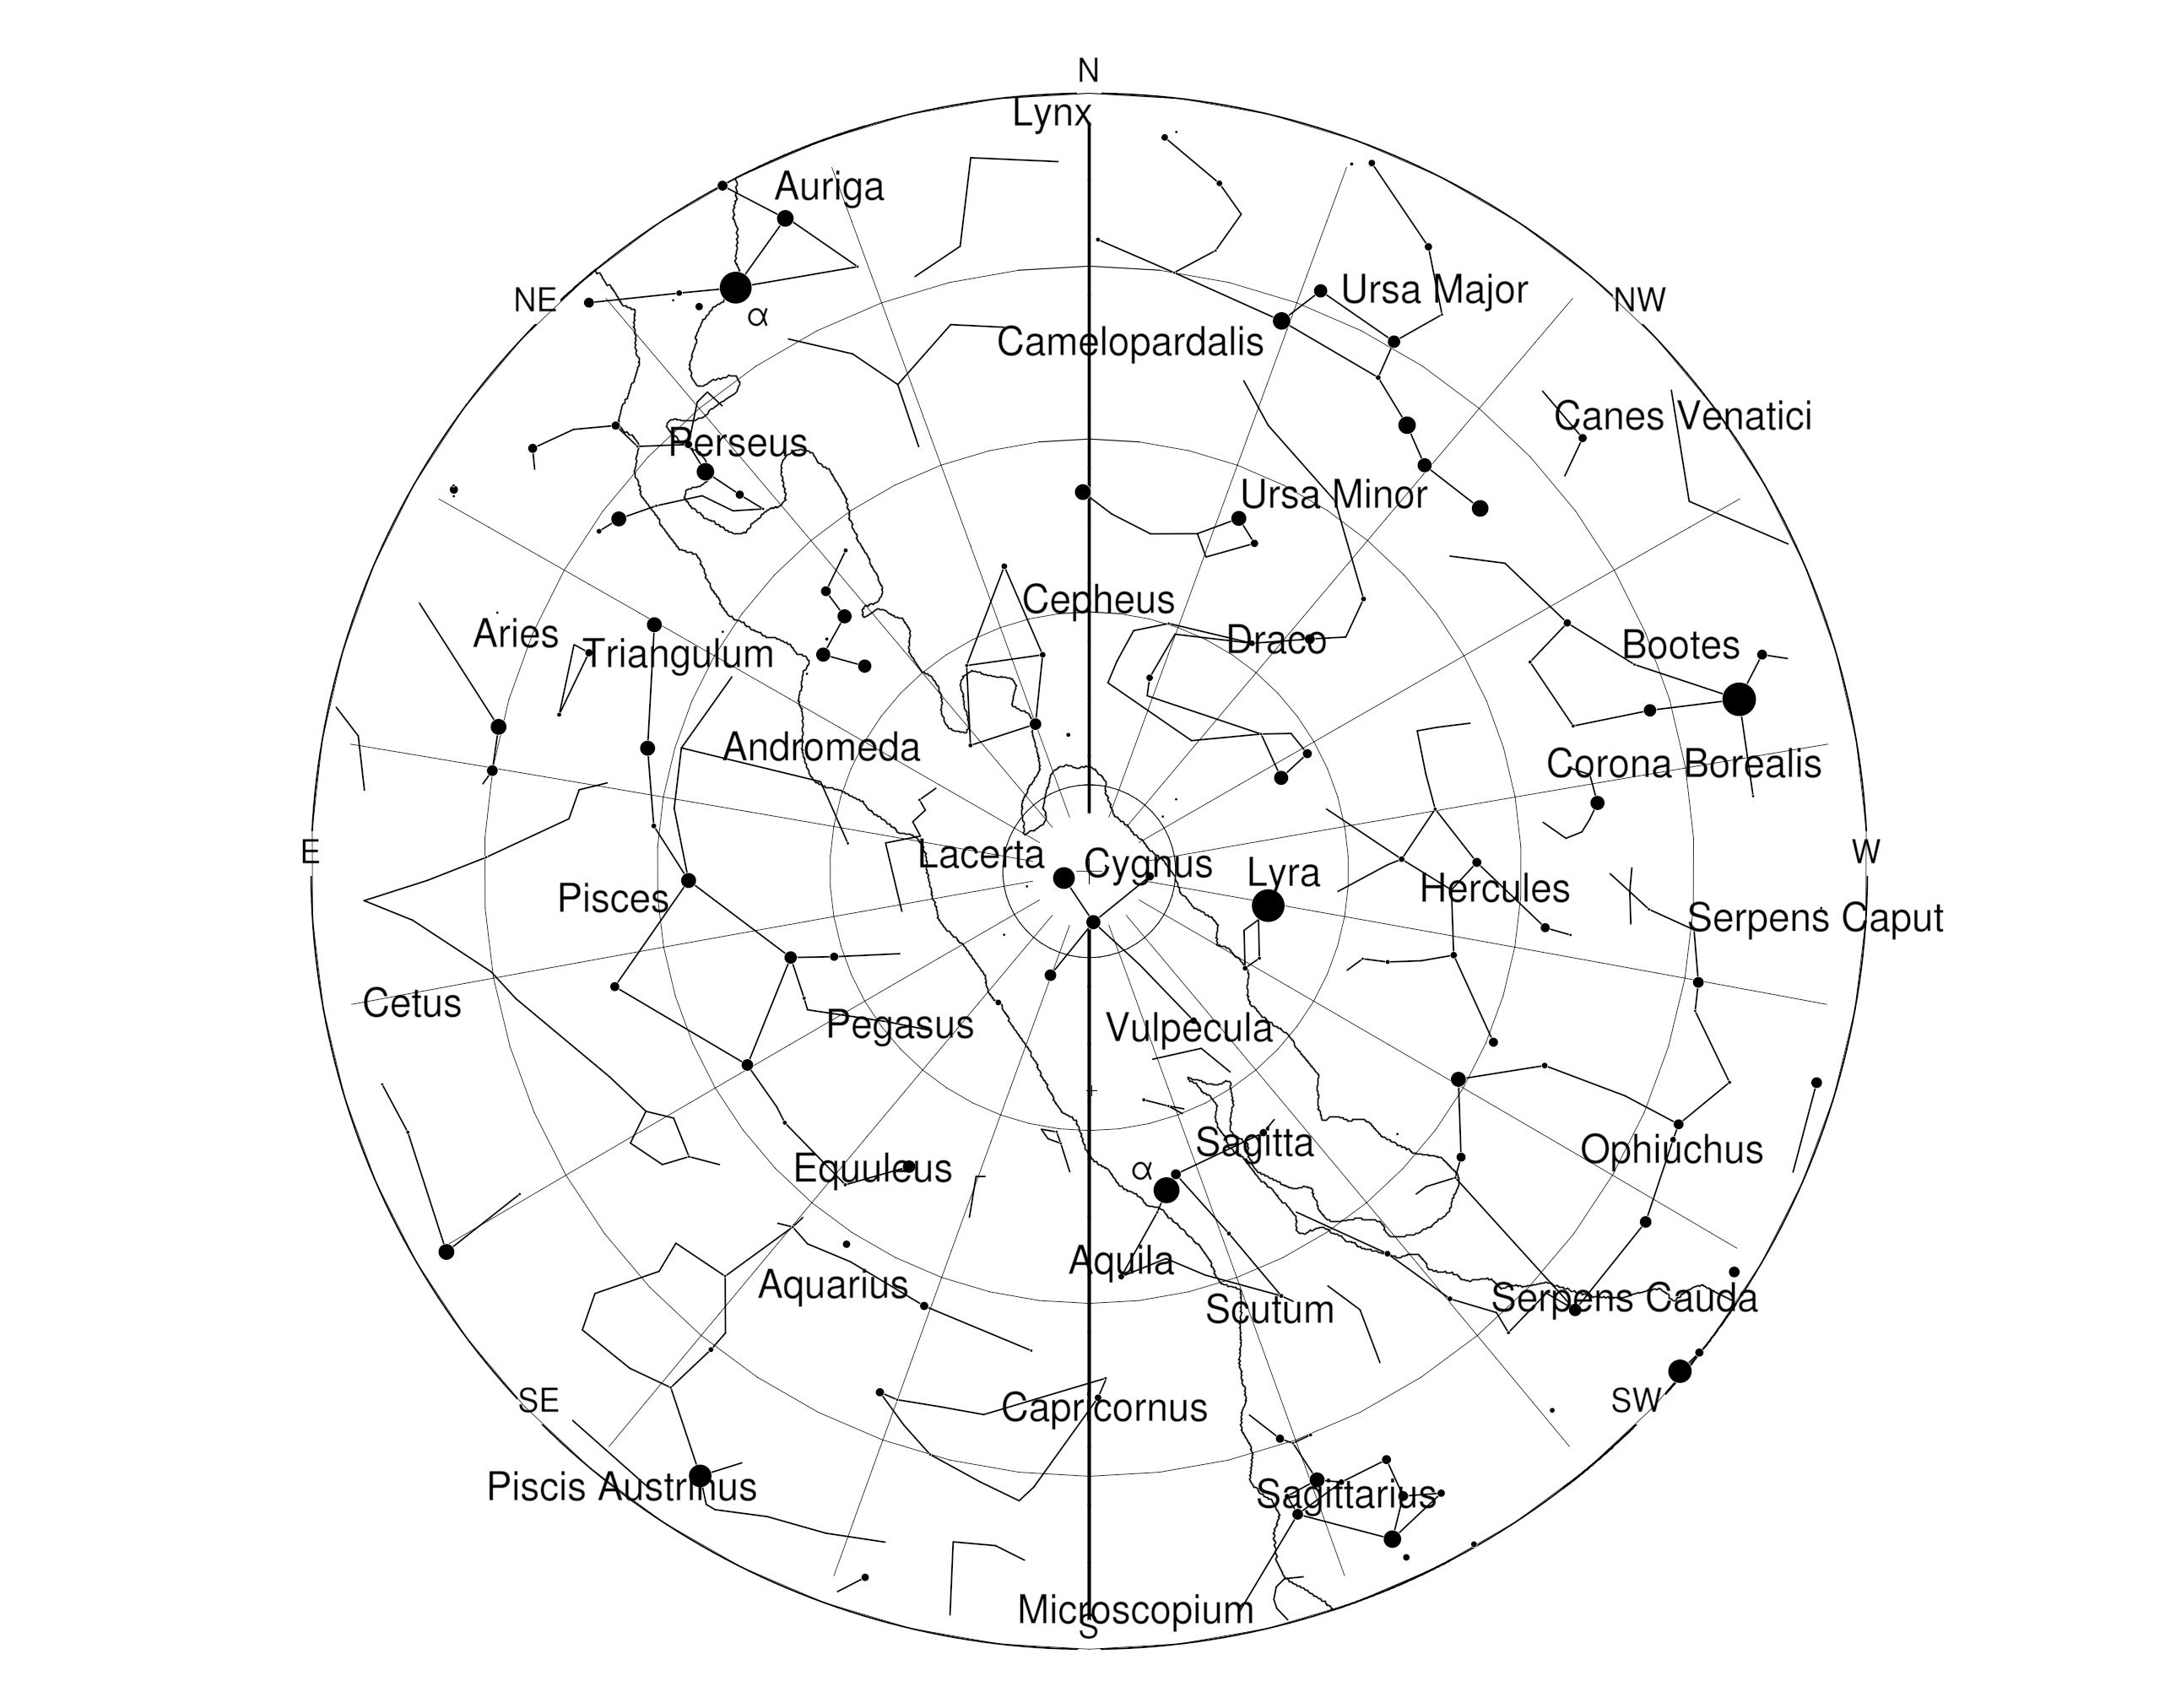 N
Lynx
Auriga
NE
NW
Ursa Major
α
Camelopardalis
Canes Venatici
Perseus
Ursa Minor
Cepheus
Aries
Triangulum
Draco
Bootes
Andromeda
Corona Borealis
E
W
Lacerta
Cygnus
Lyra
Hercules
Pisces
Serpens Caput
Cetus
Pegasus
Vulpecula
Sagitta
Ophiuchus
α
Equuleus
Aquila
Aquarius
Scutum
Serpens Cauda
SE
SW
Capricornus
Piscis Austrinus
Sagittarius
Microscopium
S